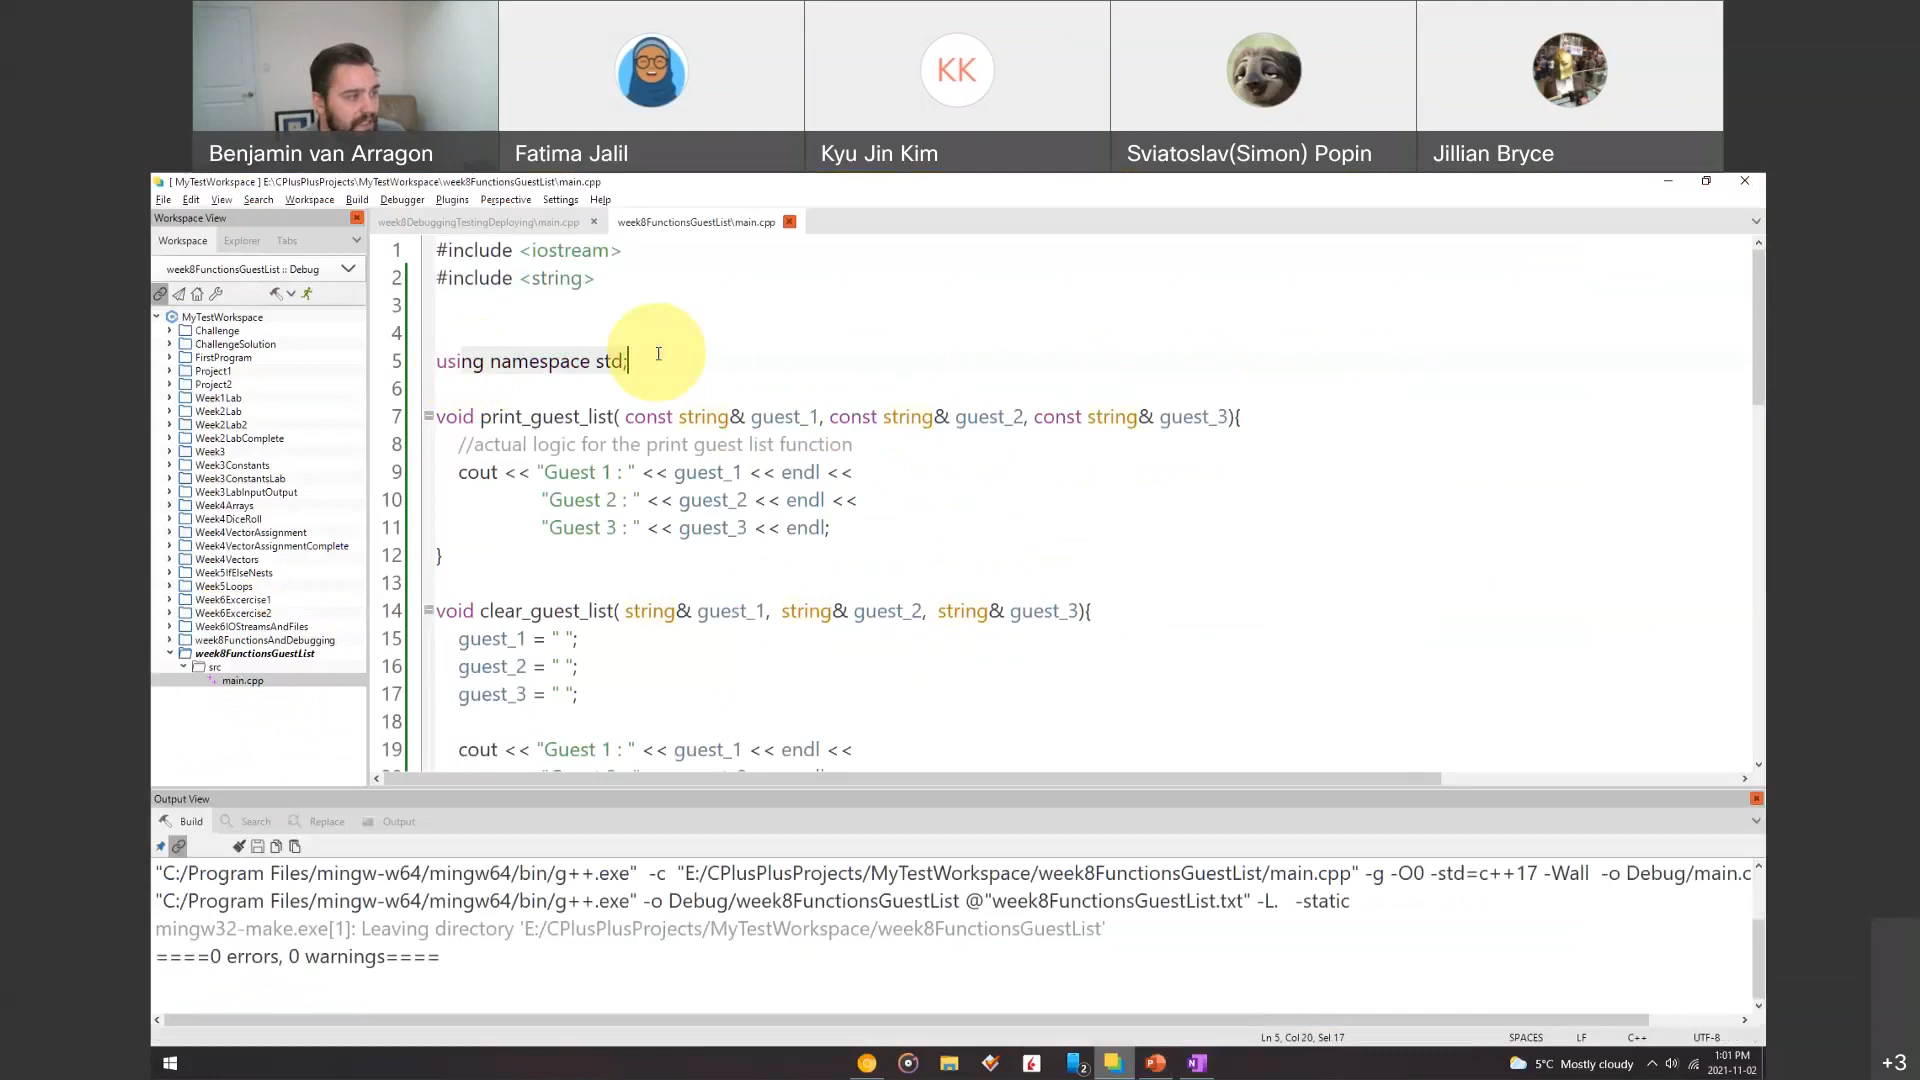 KK
Benjamin van Arragon
Fatima Jalil
Kyu Jin Kim
Sviatoslav(Simon) Popin
Jillian Bryce
[ MyTestWorkspace ] E:\CPlusPlusProjects\MyTestWorkspace\week8FunctionsGuestList\main.cpp
File Edit View Search Workspace Build Debugger Plugins Perspective Settings Help
Workspace View
week8DebuggingTestingDeploying\main.cpp
week8FunctionsGuestList\main.cpp
Workspace Explorer Tabs
week8FunctionsGuestList :: Debug
MyTestWorkspace
Challenge
ChallengeSolution
FirstProgram
Project1
Project2
Week1Lab
Week2Lab
Week2Lab2
Week2LabComplete
Week3
Week3Constants
Week3ConstantsLab
Week3LabInputOutput
Week4Arrays
Week4DiceRoll
Week4VectorAssignment
Week4VectorAssignmentComplete
Week4Vectors
Week5IfElseNests
Week5Loops
Week6Excercise1
Week6Excercise2
Week6IOStreamsAndFiles
week8FunctionsAndDebugging
week8FunctionsGuestList
src
main.cpp
1 #include <iostream>
2 #include <string>
3
4
5 using namespace std;
6
7 void print_guest_list( const string& guest_1, const string& guest_2, const string& guest_3){
8 //actual logic for the print guest list function
9 cout << "Guest 1 : " << guest_1 << endl <<
10 "Guest 2 : " << guest_2 << endl <<
11 "Guest 3 : " << guest_3 << endl;
12 }
13
14 void clear_guest_list( string& guest_1, string& guest_2, string& guest_3){
15 guest_1 = " ";
16 guest_2 = " ";
17 guest_3 = " ";
18
19 cout << "Guest 1 : " << guest_1 << endl <<
Output View
Build Search Replace Output
"C:/Program Files/mingw-w64/mingw64/bin/g++.exe" -c "E:/CPlusPlusProjects/MyTestWorkspace/week8FunctionsGuestList/main.cpp" -g -O0 -std=c++17 -Wall -o Debug/main.c
"C:/Program Files/mingw-w64/mingw64/bin/g++.exe" -o Debug/week8FunctionsGuestList @"week8FunctionsGuestList.txt" -L. -static
mingw32-make.exe[1]: Leaving directory 'E:/CPlusPlusProjects/MyTestWorkspace/week8FunctionsGuestList'
====0 errors, 0 warnings====
Ln 5, Col 20, Sel 17 SPACES LF C++ UTF-8
2
5°C Mostly cloudy
1:01 PM
2021-11-02
+3